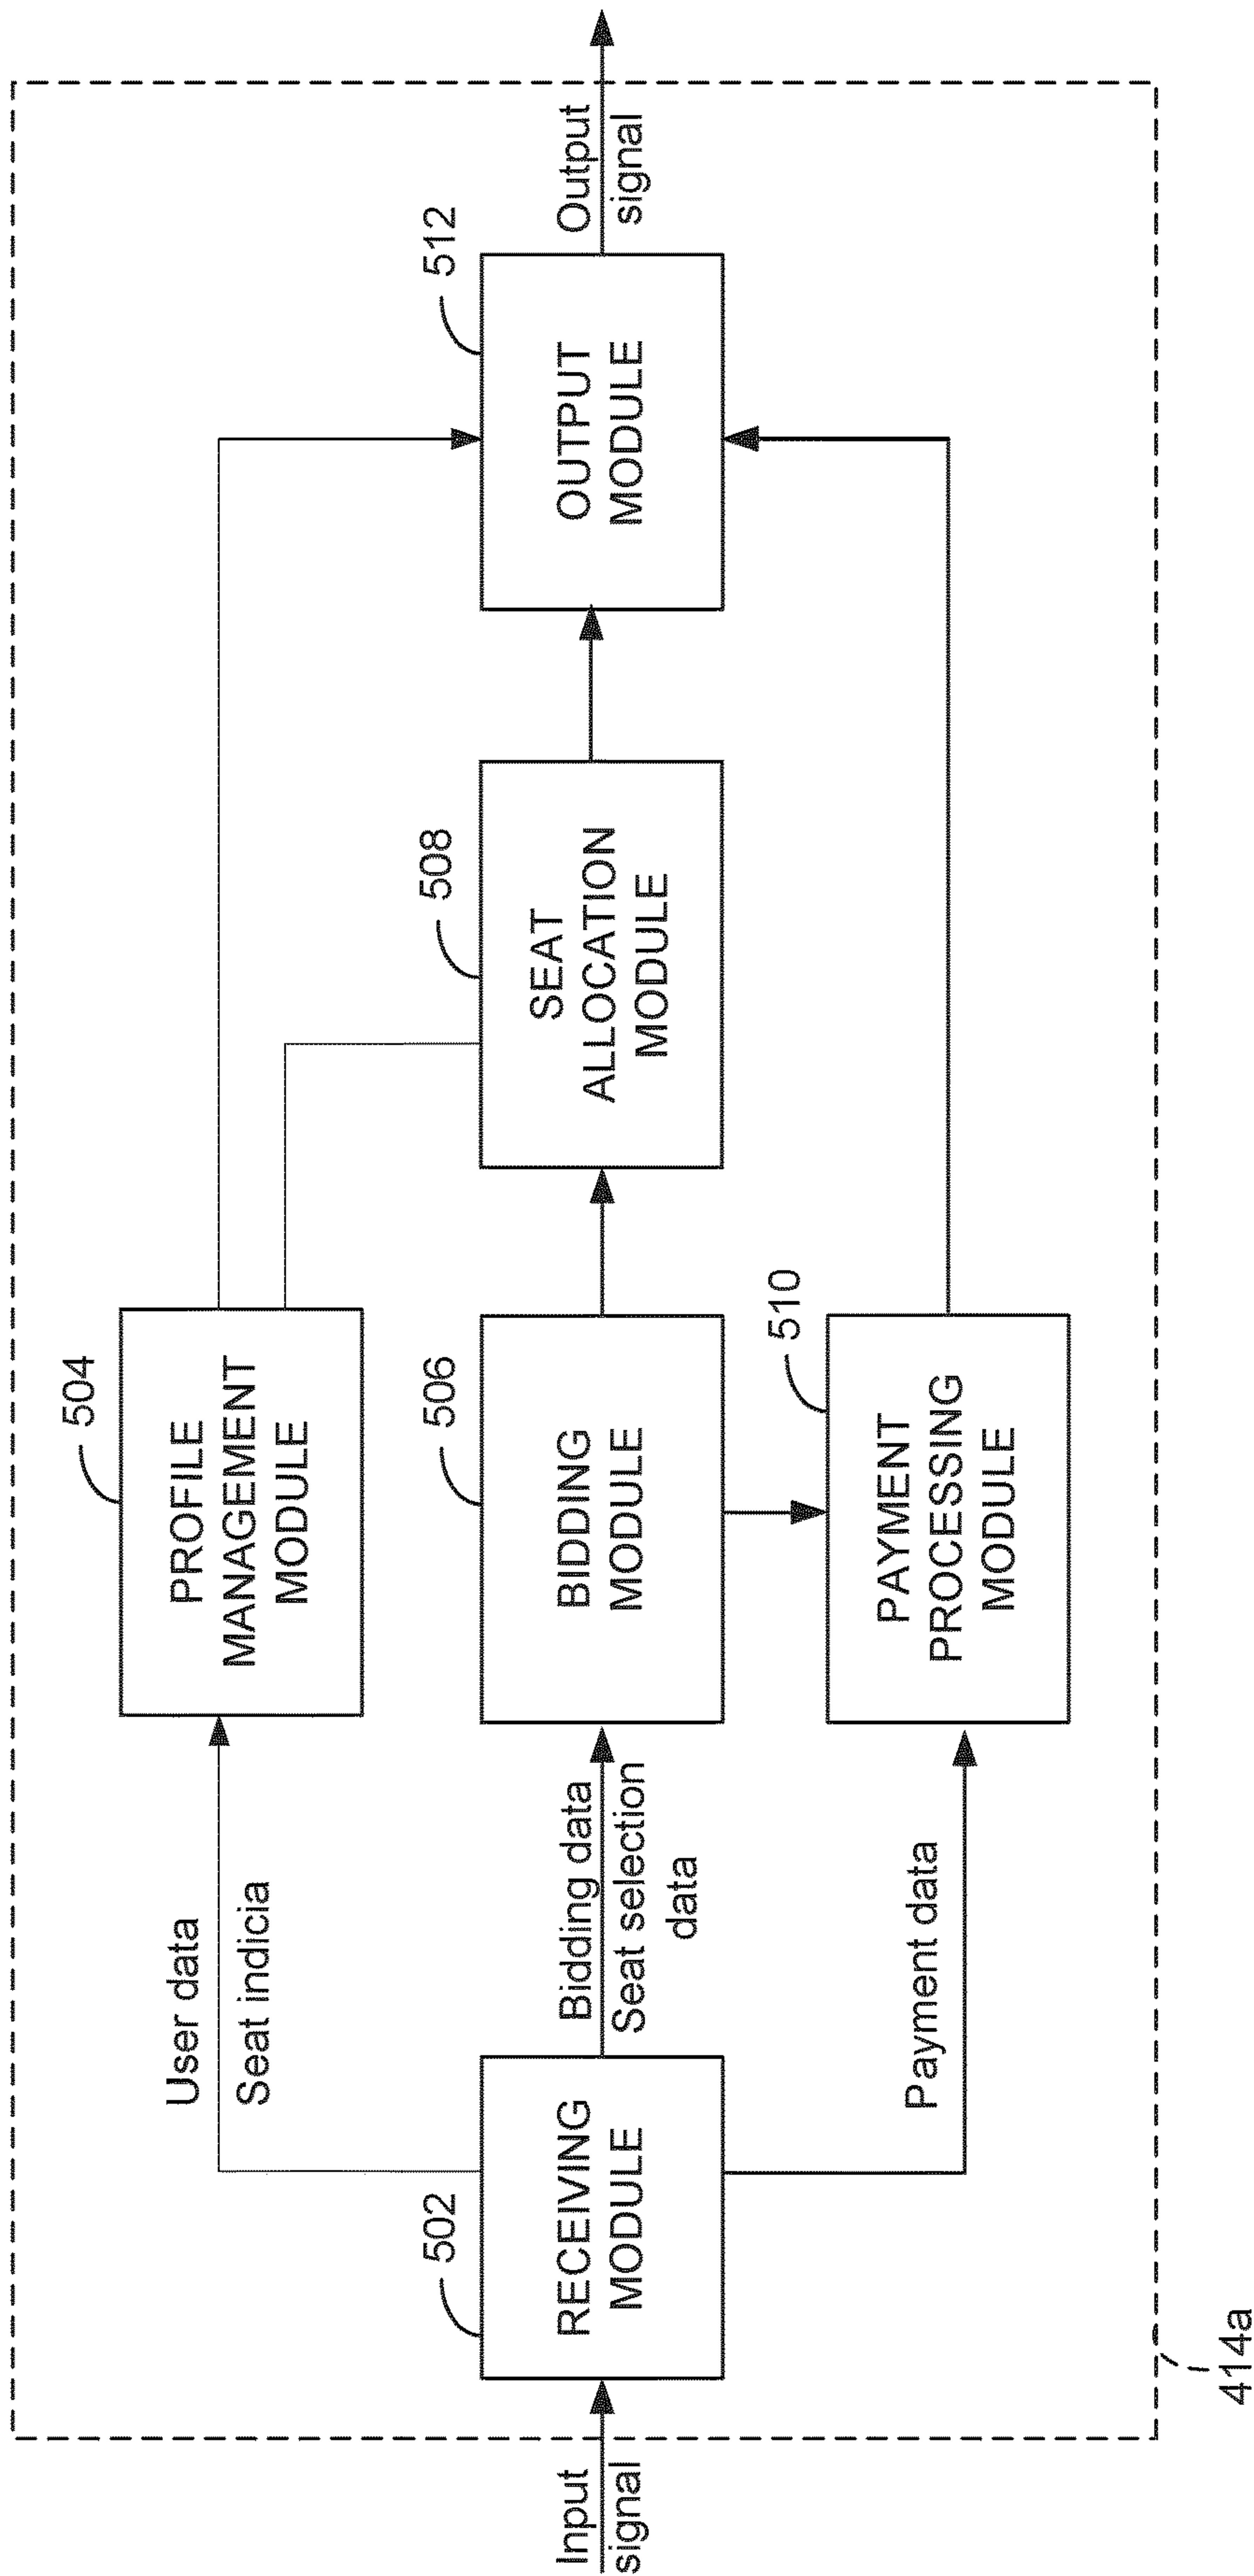 Input
signal
502
RECEIVING
MODULE
User data
Seat indicia
Bidding data
Seat selection
data
Payment data
504
PROFILE
MANAGEMENT
MODULE
506
BIDDING
MODULE
510
PAYMENT
PROCESSING
MODULE
508
SEAT
ALLOCATION
MODULE
512
OUTPUT
MODULE
Output
signal
414a